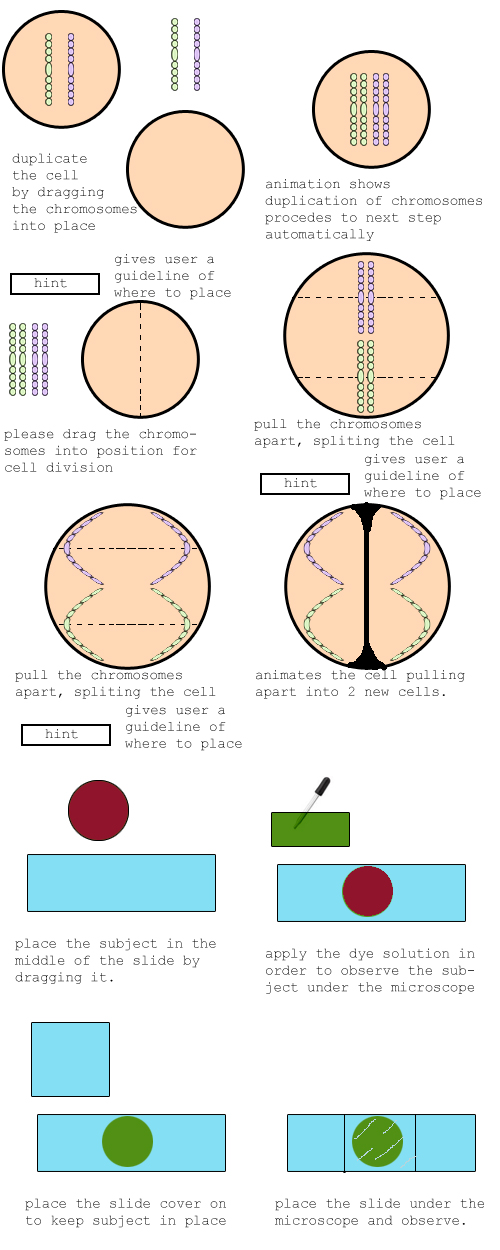 duplicate
the cell
by dragging
the chromosomes
into place
animation shows
duplication of chromosomes
procedes to next step
automatically
hint
gives user a
guideline of
where to place
please drag the chromo-
somes into position for
cell division
pull the chromosomes
apart, spliting the cell
hint
gives user a
guideline of
where to place
pull the chromosomes
apart, spliting the cell
hint
gives user a
guideline of
where to place
animates the cell pulling
apart into 2 new cells.
place the subject in the
middle of the slide by
dragging it.
apply the dye solution in
order to observe the sub-
ject under the microscope
place the slide cover on
to keep subject in place
place the slide under the
microscope and observe.